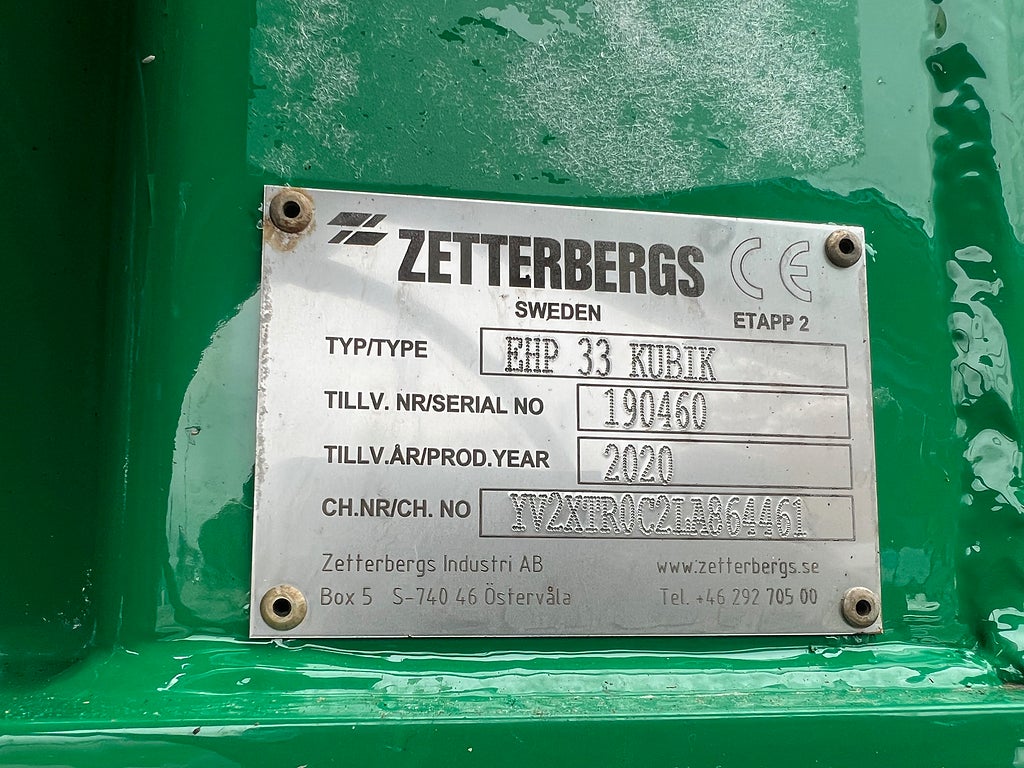 ZETTERBERGS CE
SWEDEN ETAPP 2
TYP/TYPE EHP 33 KUBIK
TILLV. NR/SERIAL NO 190460
TILLV.ÅR/PROD.YEAR 2020
CH.NR/CH. NO YV2XTR0C2LA864461
Zetterbergs Industri AB www.zetterbergs.se
Box 5 S-740 46 Östervåla Tel. +46 292 705 00